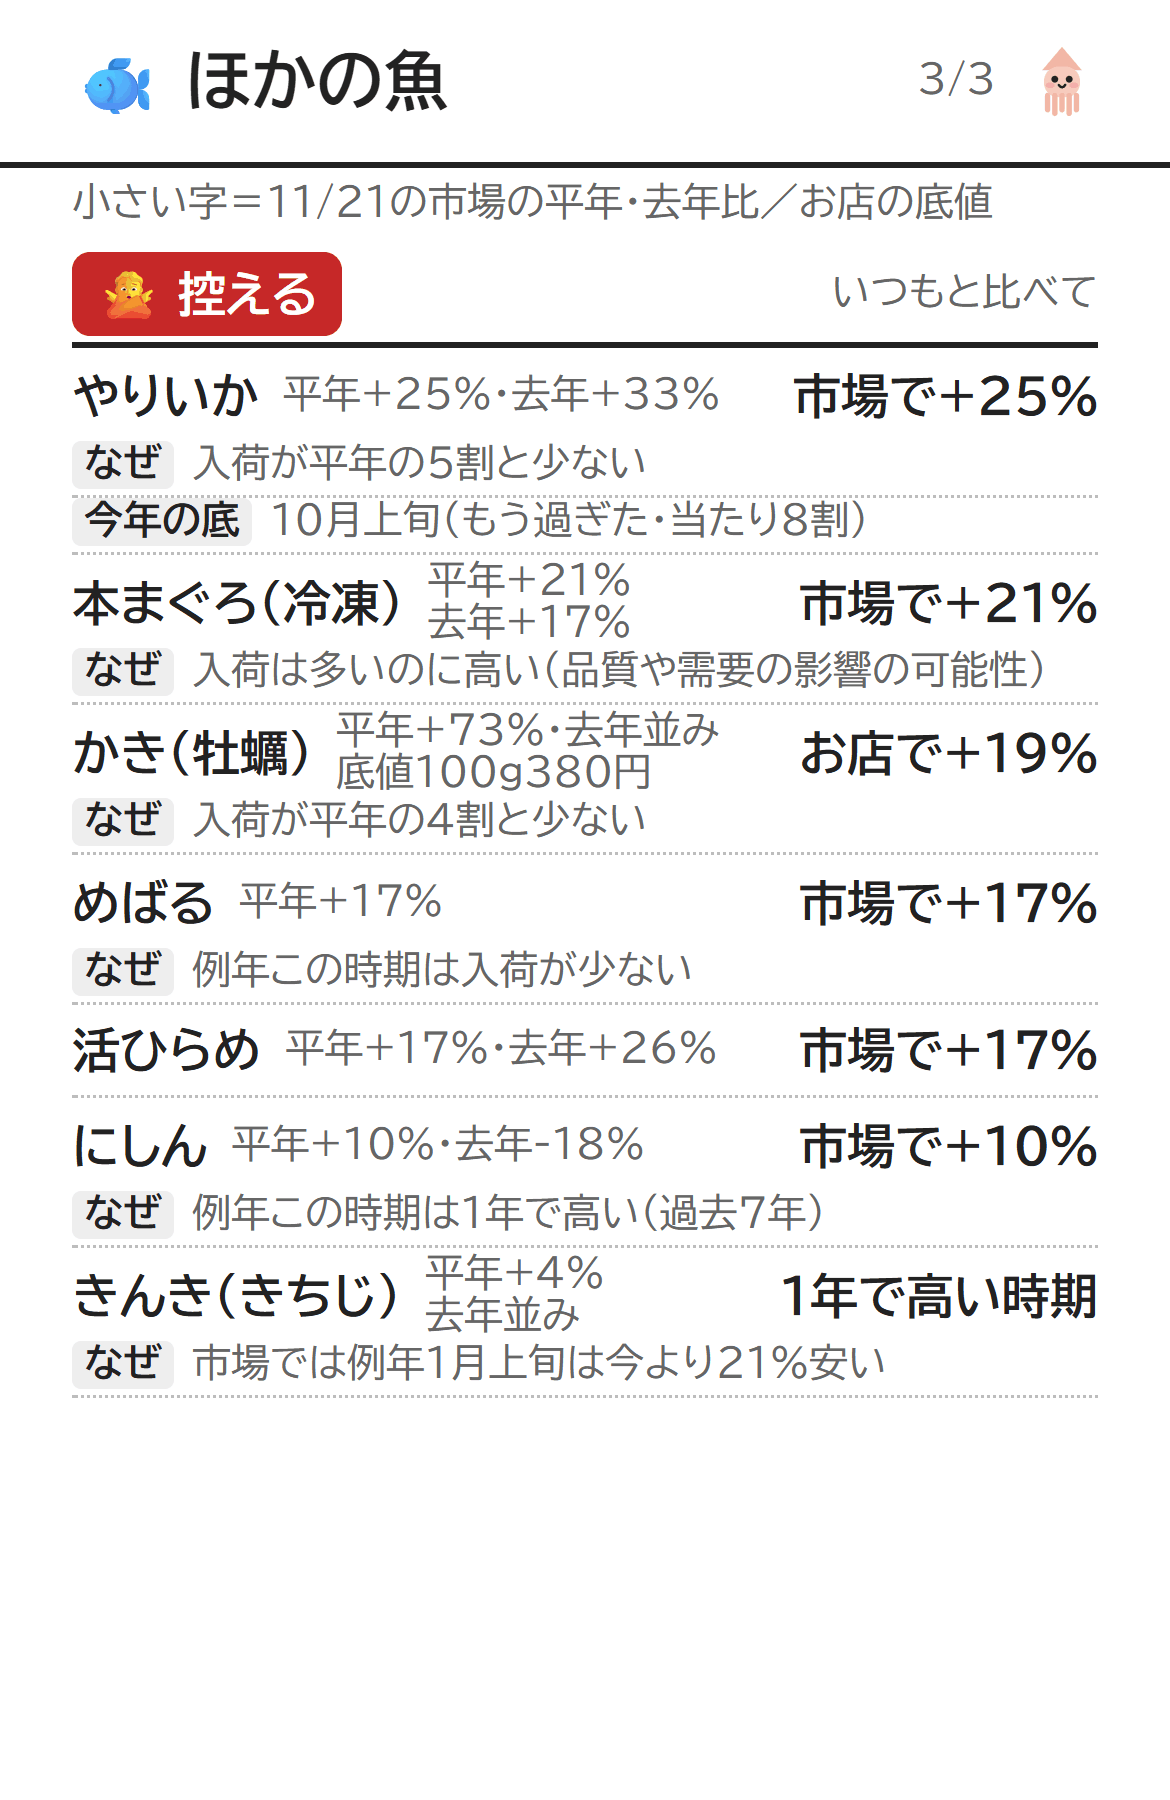 ほかの魚
3/3
小さい字＝11/21の市場の平年・去年比／お店の底値
控える
いつもと比べて
やりいか 平年+25%・去年+33% 市場で+25%
なぜ 入荷が平年の5割と少ない
今年の底 10月上旬（もう過ぎた・当たり8割）
本まぐろ（冷凍） 平年+21% 去年+17% 市場で+21%
なぜ 入荷は多いのに高い（品質や需要の影響の可能性）
かき（牡蠣） 平年+73%・去年並み 底値100g380円 お店で+19%
なぜ 入荷が平年の4割と少ない
めばる 平年+17% 市場で+17%
なぜ 例年この時期は入荷が少ない
活ひらめ 平年+17%・去年+26% 市場で+17%
にしん 平年+10%・去年-18% 市場で+10%
なぜ 例年この時期は1年で高い（過去7年）
きんき（きちじ） 平年+4% 去年並み 1年で高い時期
なぜ 市場では例年1月上旬は今より21%安い